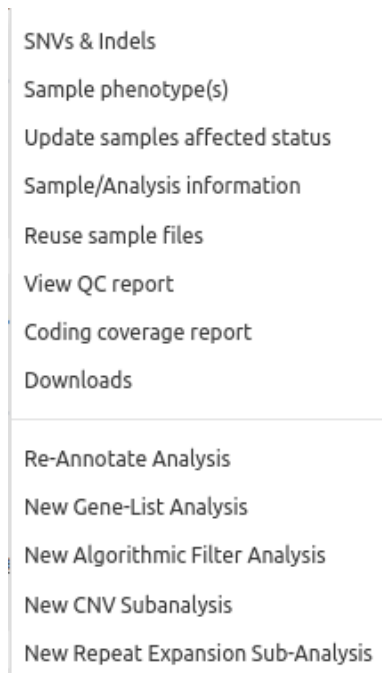 SNVs & Indels
Sample phenotype(s)
Update samples affected status
Sample/Analysis information
Reuse sample files
View QC report
Coding coverage report
Downloads
Re-Annotate Analysis
New Gene-List Analysis
New Algorithmic Filter Analysis
New CNV Subanalysis
New Repeat Expansion Sub-Analysis